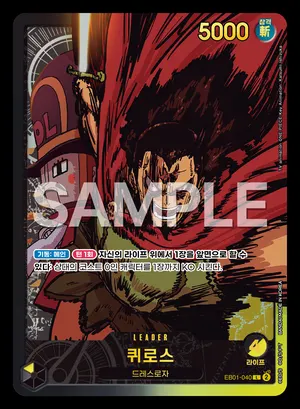 5000
삽격
斬
SAMPLE
기동: 메인 턴 1회 자신의 라이프 위에서 1장을 앞면으로 할 수
있다: 상대의 코스트 0인 캐릭터를 1장까지 KO 시킨다.
LEADER
퀴로스
드레스로자
라이프
EB01-040 L
2